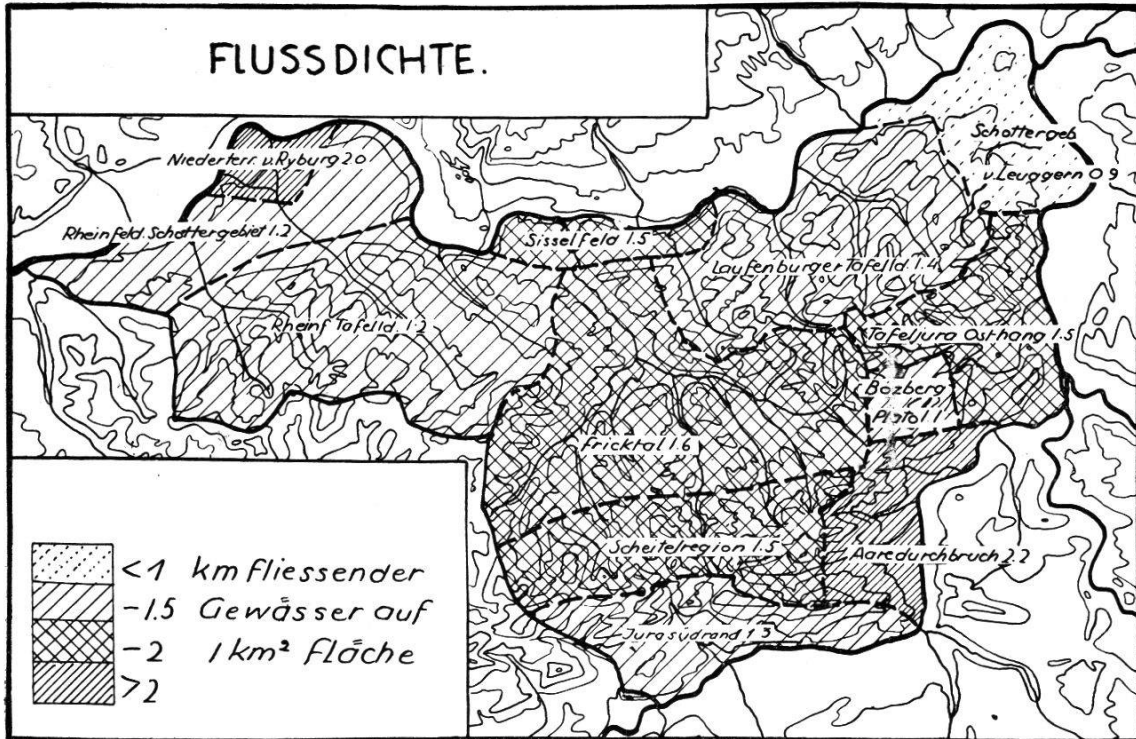 FLUSSDICHTE.
Niederterr. v. Ryburg 2.0
Schottergeb
v. Leuggern 0.9
Rheinfeld. Schottergebiet 1.2
Sisselfeld 1.5
Laufenburger Tafelld. 1.4
Rheinf. Tafelld. 1.2
Tafeljura Osthang 1.5
Bözberg
Plato 1.1
Fricktal 1.6
Scheitelregion 1.5
Aaredurchbruch 2.2
Jurasüdrand 1.3
<1 km fliessender
-1.5 Gewässer auf
-2 1 km² Fläche
>2